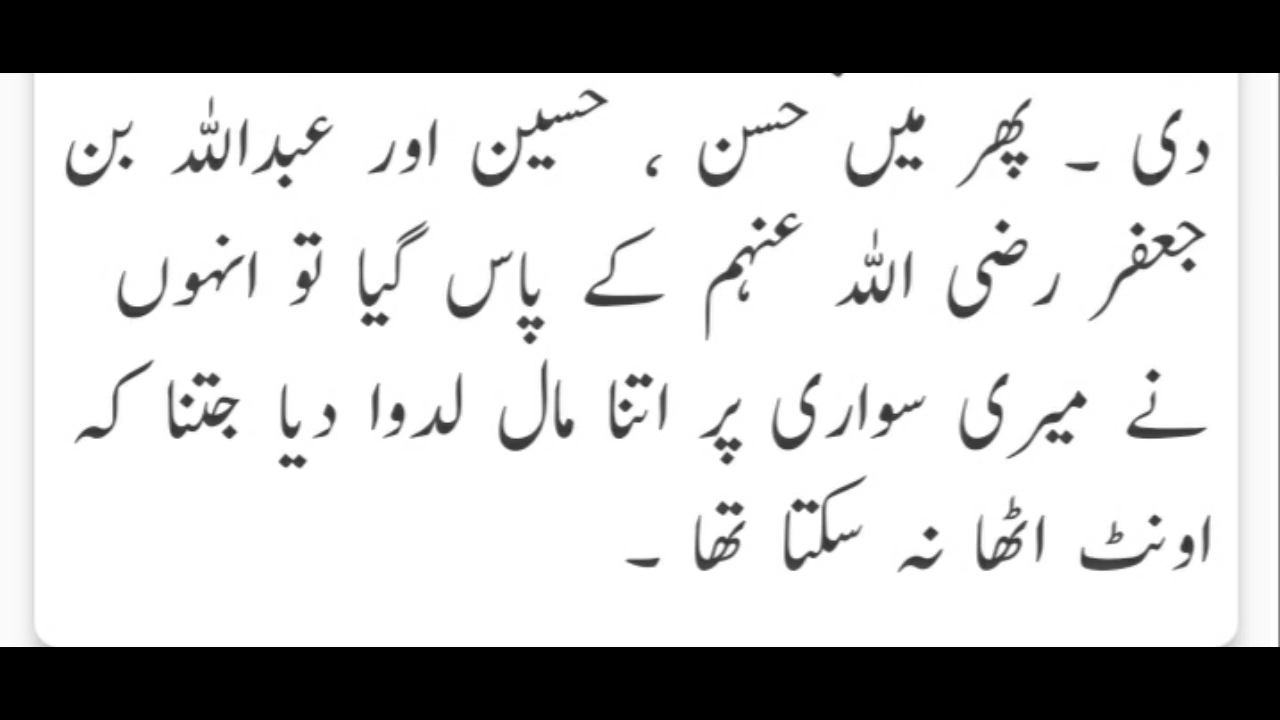 دی ۔ پھر میں حسن ، حسین اور عبداللہ بن
جعفر رضی اللہ عنہم کے پاس گیا تو انہوں
نے میری سواری پر اتنا مال لدوا دیا جتنا کہ
اونٹ اٹھا نہ سکتا تھا ۔